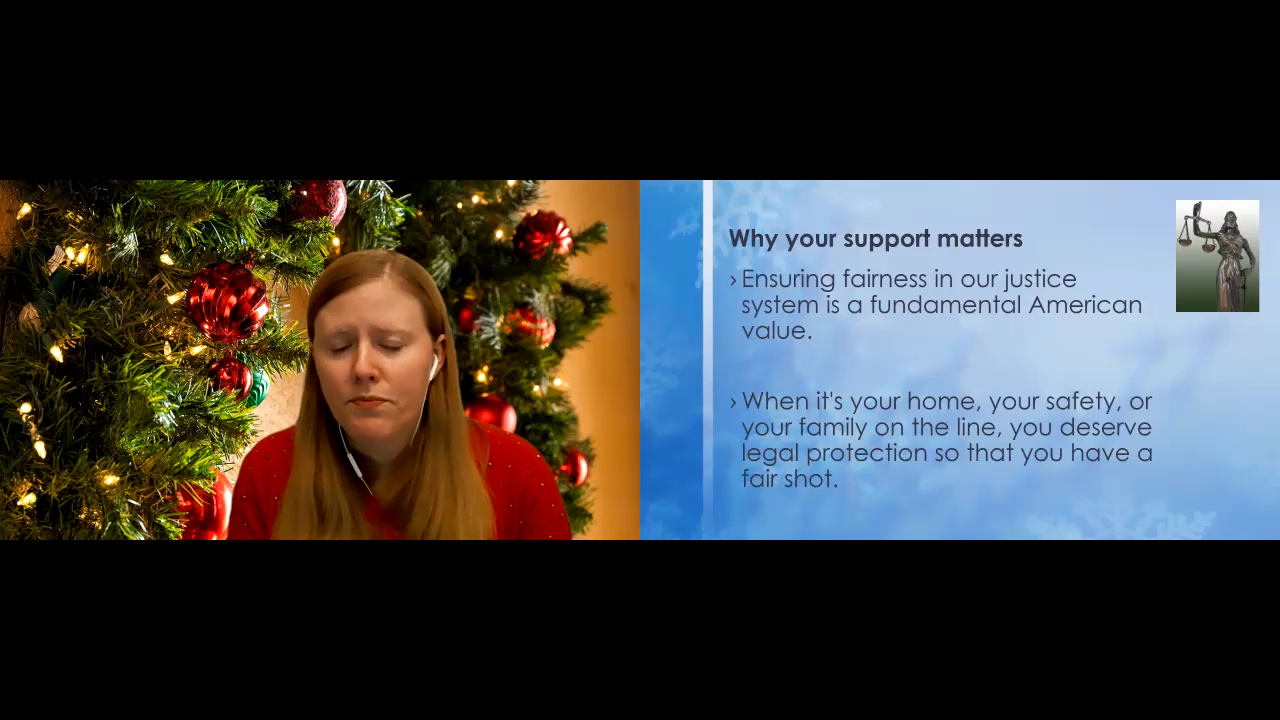 Why your support matters
› Ensuring fairness in our justice
system is a fundamental American
value.
› When it's your home, your safety, or
your family on the line, you deserve
legal protection so that you have a
fair shot.